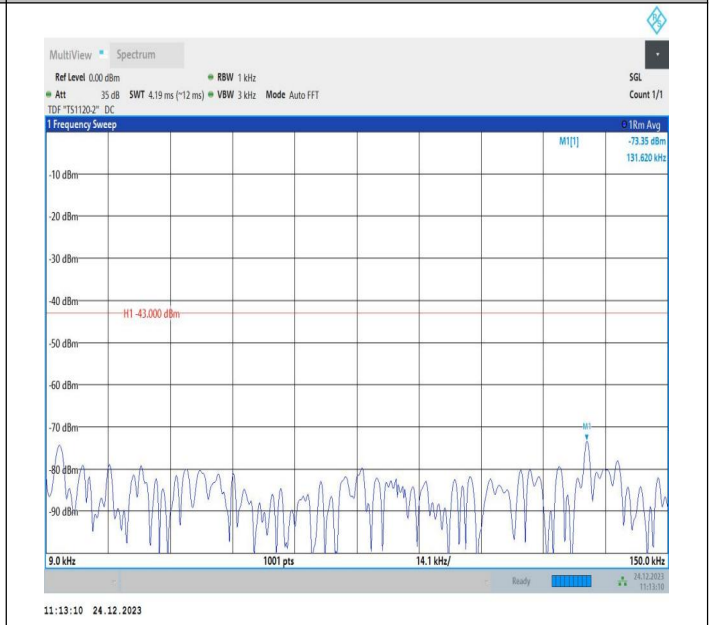 MultiView Spectrum
Ref Level 0.00 dBm RBW 1 kHz SGL
Att 35 dB SWT 4.19 ms (~12 ms) VBW 3 kHz Mode Auto FFT Count 1/1
TDF "TS1120-2" DC
1 Frequency Sweep 1Rm Avg
M1[1] -73.35 dBm
131.620 kHz
-10 dBm
-20 dBm
-30 dBm
-40 dBm
H1 -43.000 dBm
-50 dBm
-60 dBm
-70 dBm
M1
-80 dBm
-90 dBm
9.0 kHz 1001 pts 14.1 kHz/ 150.0 kHz
Ready 24.12.2023
11:13:10
11:13:10 24.12.2023